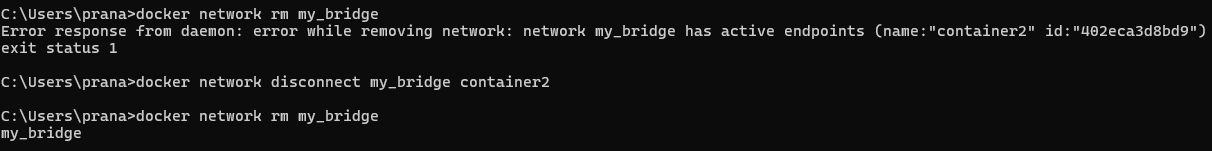 C:\Users\prana>docker network rm my_bridge
Error response from daemon: error while removing network: network my_bridge has active endpoints (name:"container2" id:"402eca3d8bd9")
exit status 1
C:\Users\prana>docker network disconnect my_bridge container2
C:\Users\prana>docker network rm my_bridge
my_bridge